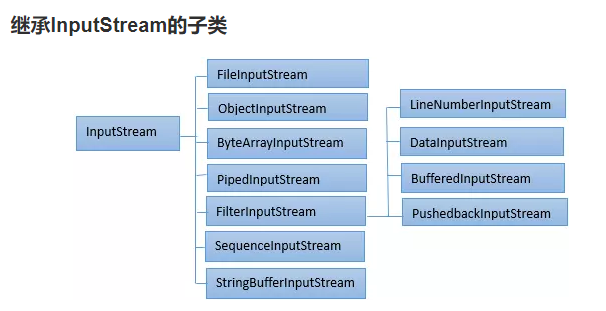 继承InputStream的子类
InputStream
FileInputStream
ObjectInputStream
ByteArrayInputStream
PipedInputStream
FilterInputStream
SequenceInputStream
StringBufferInputStream
LineNumberInputStream
DataInputStream
BufferedInputStream
PushedbackInputStream